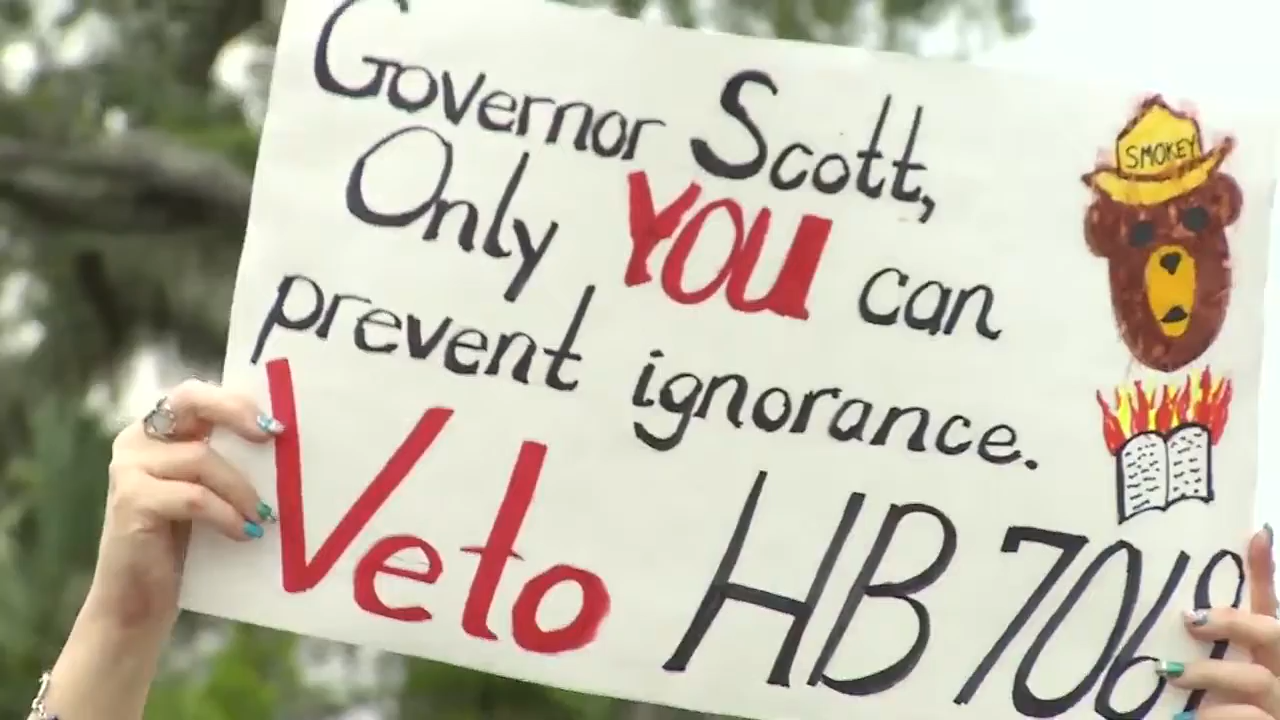 Governor Scott,
SMOKEY
Only YOU can
prevent ignorance.
Veto HB 7069